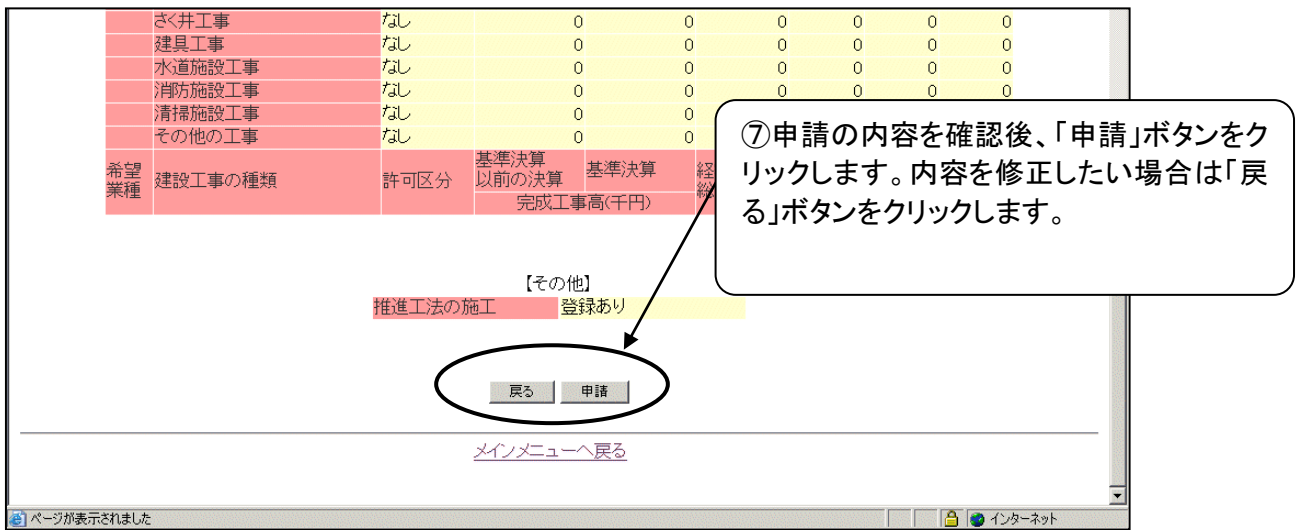 さく井工事 なし 0 0 0 0 0 0
建具工事 なし 0 0 0 0 0 0
水道施設工事 なし 0 0 0 0 0 0
消防施設工事 なし 0 0 0 0 0 0
清掃施設工事 なし 0 0
その他の工事 なし 0 0
希望
業種
建設工事の種類
許可区分
基準決算
以前の決算
基準決算
完成工事高(千円)
経
総
⑦申請の内容を確認後、「申請」ボタンをク
リックします。内容を修正したい場合は「戻
る」ボタンをクリックします。
【その他】
推進工法の施工 登録あり
戻る 申請
メインメニューへ戻る
ページが表示されました インターネット